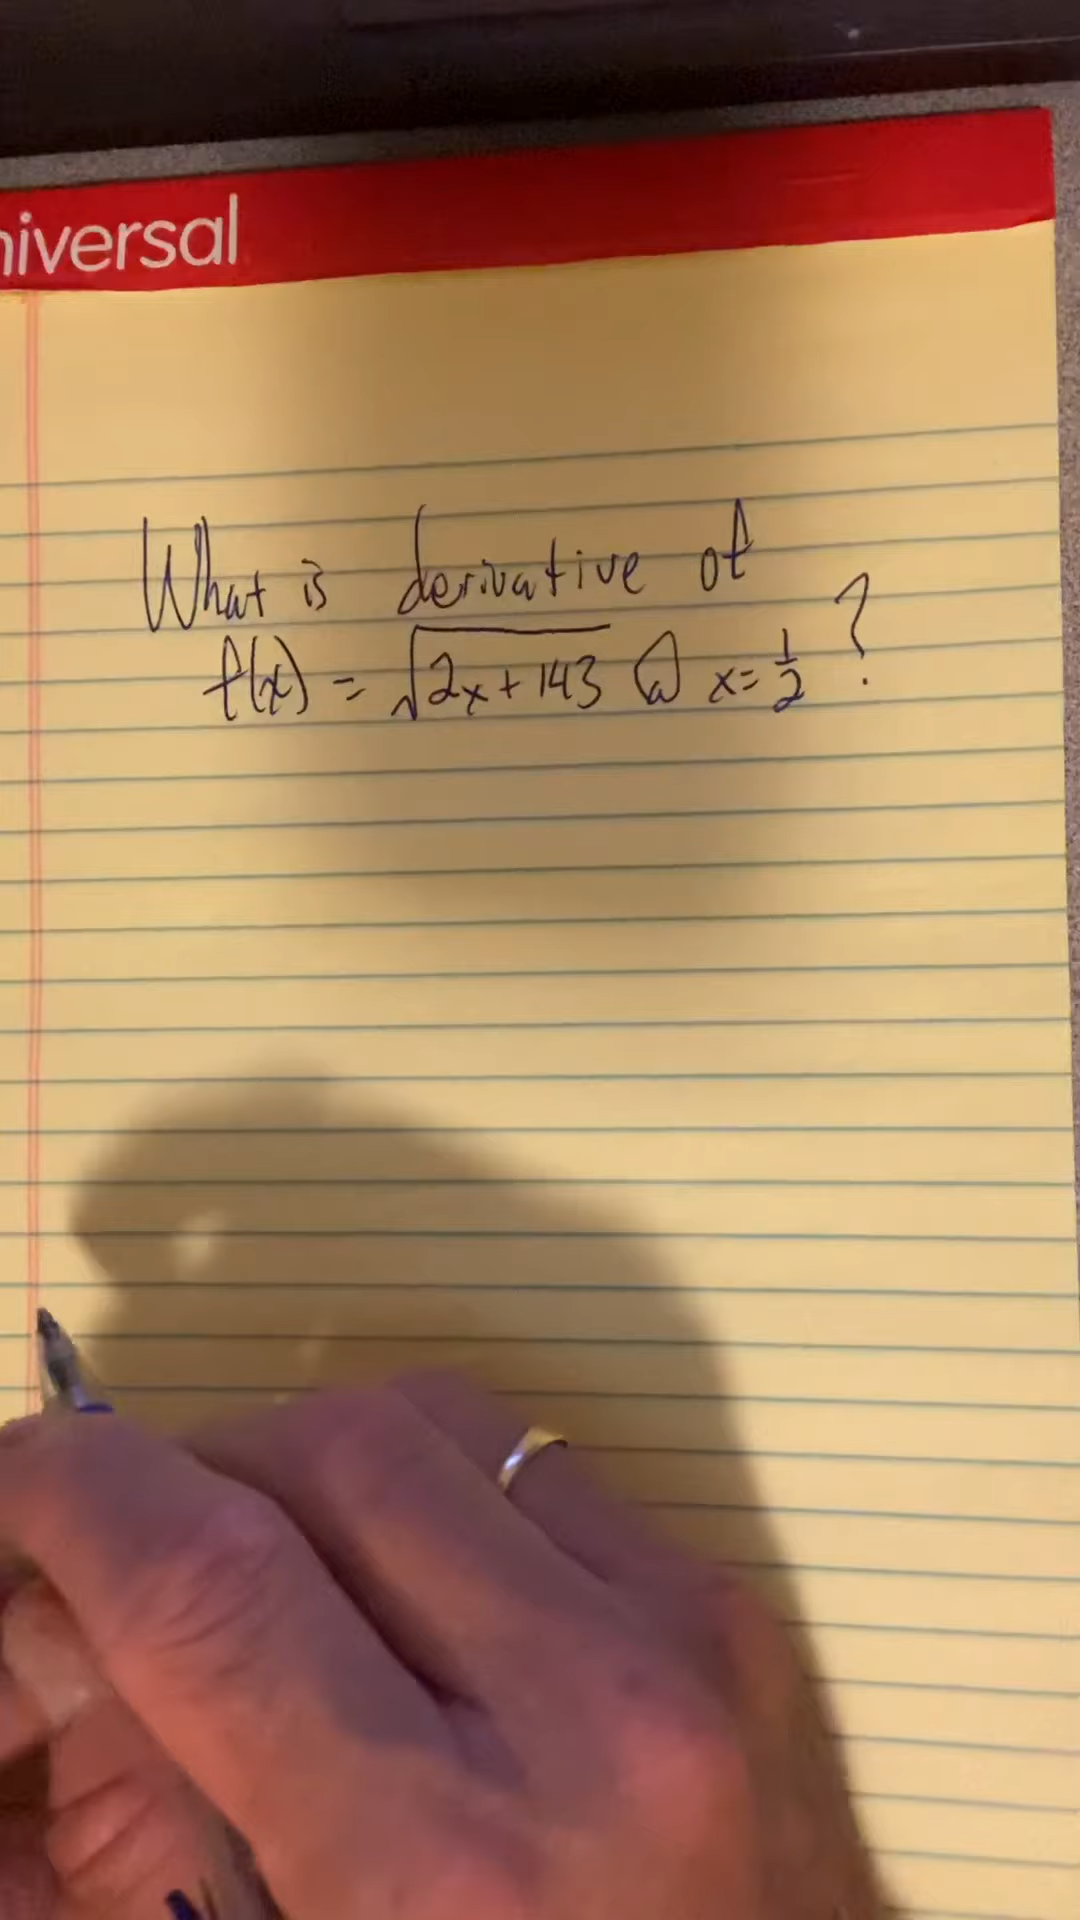 niversal
What is derivative of
f(x) = √2x + 143 @ x = 1/2 ?